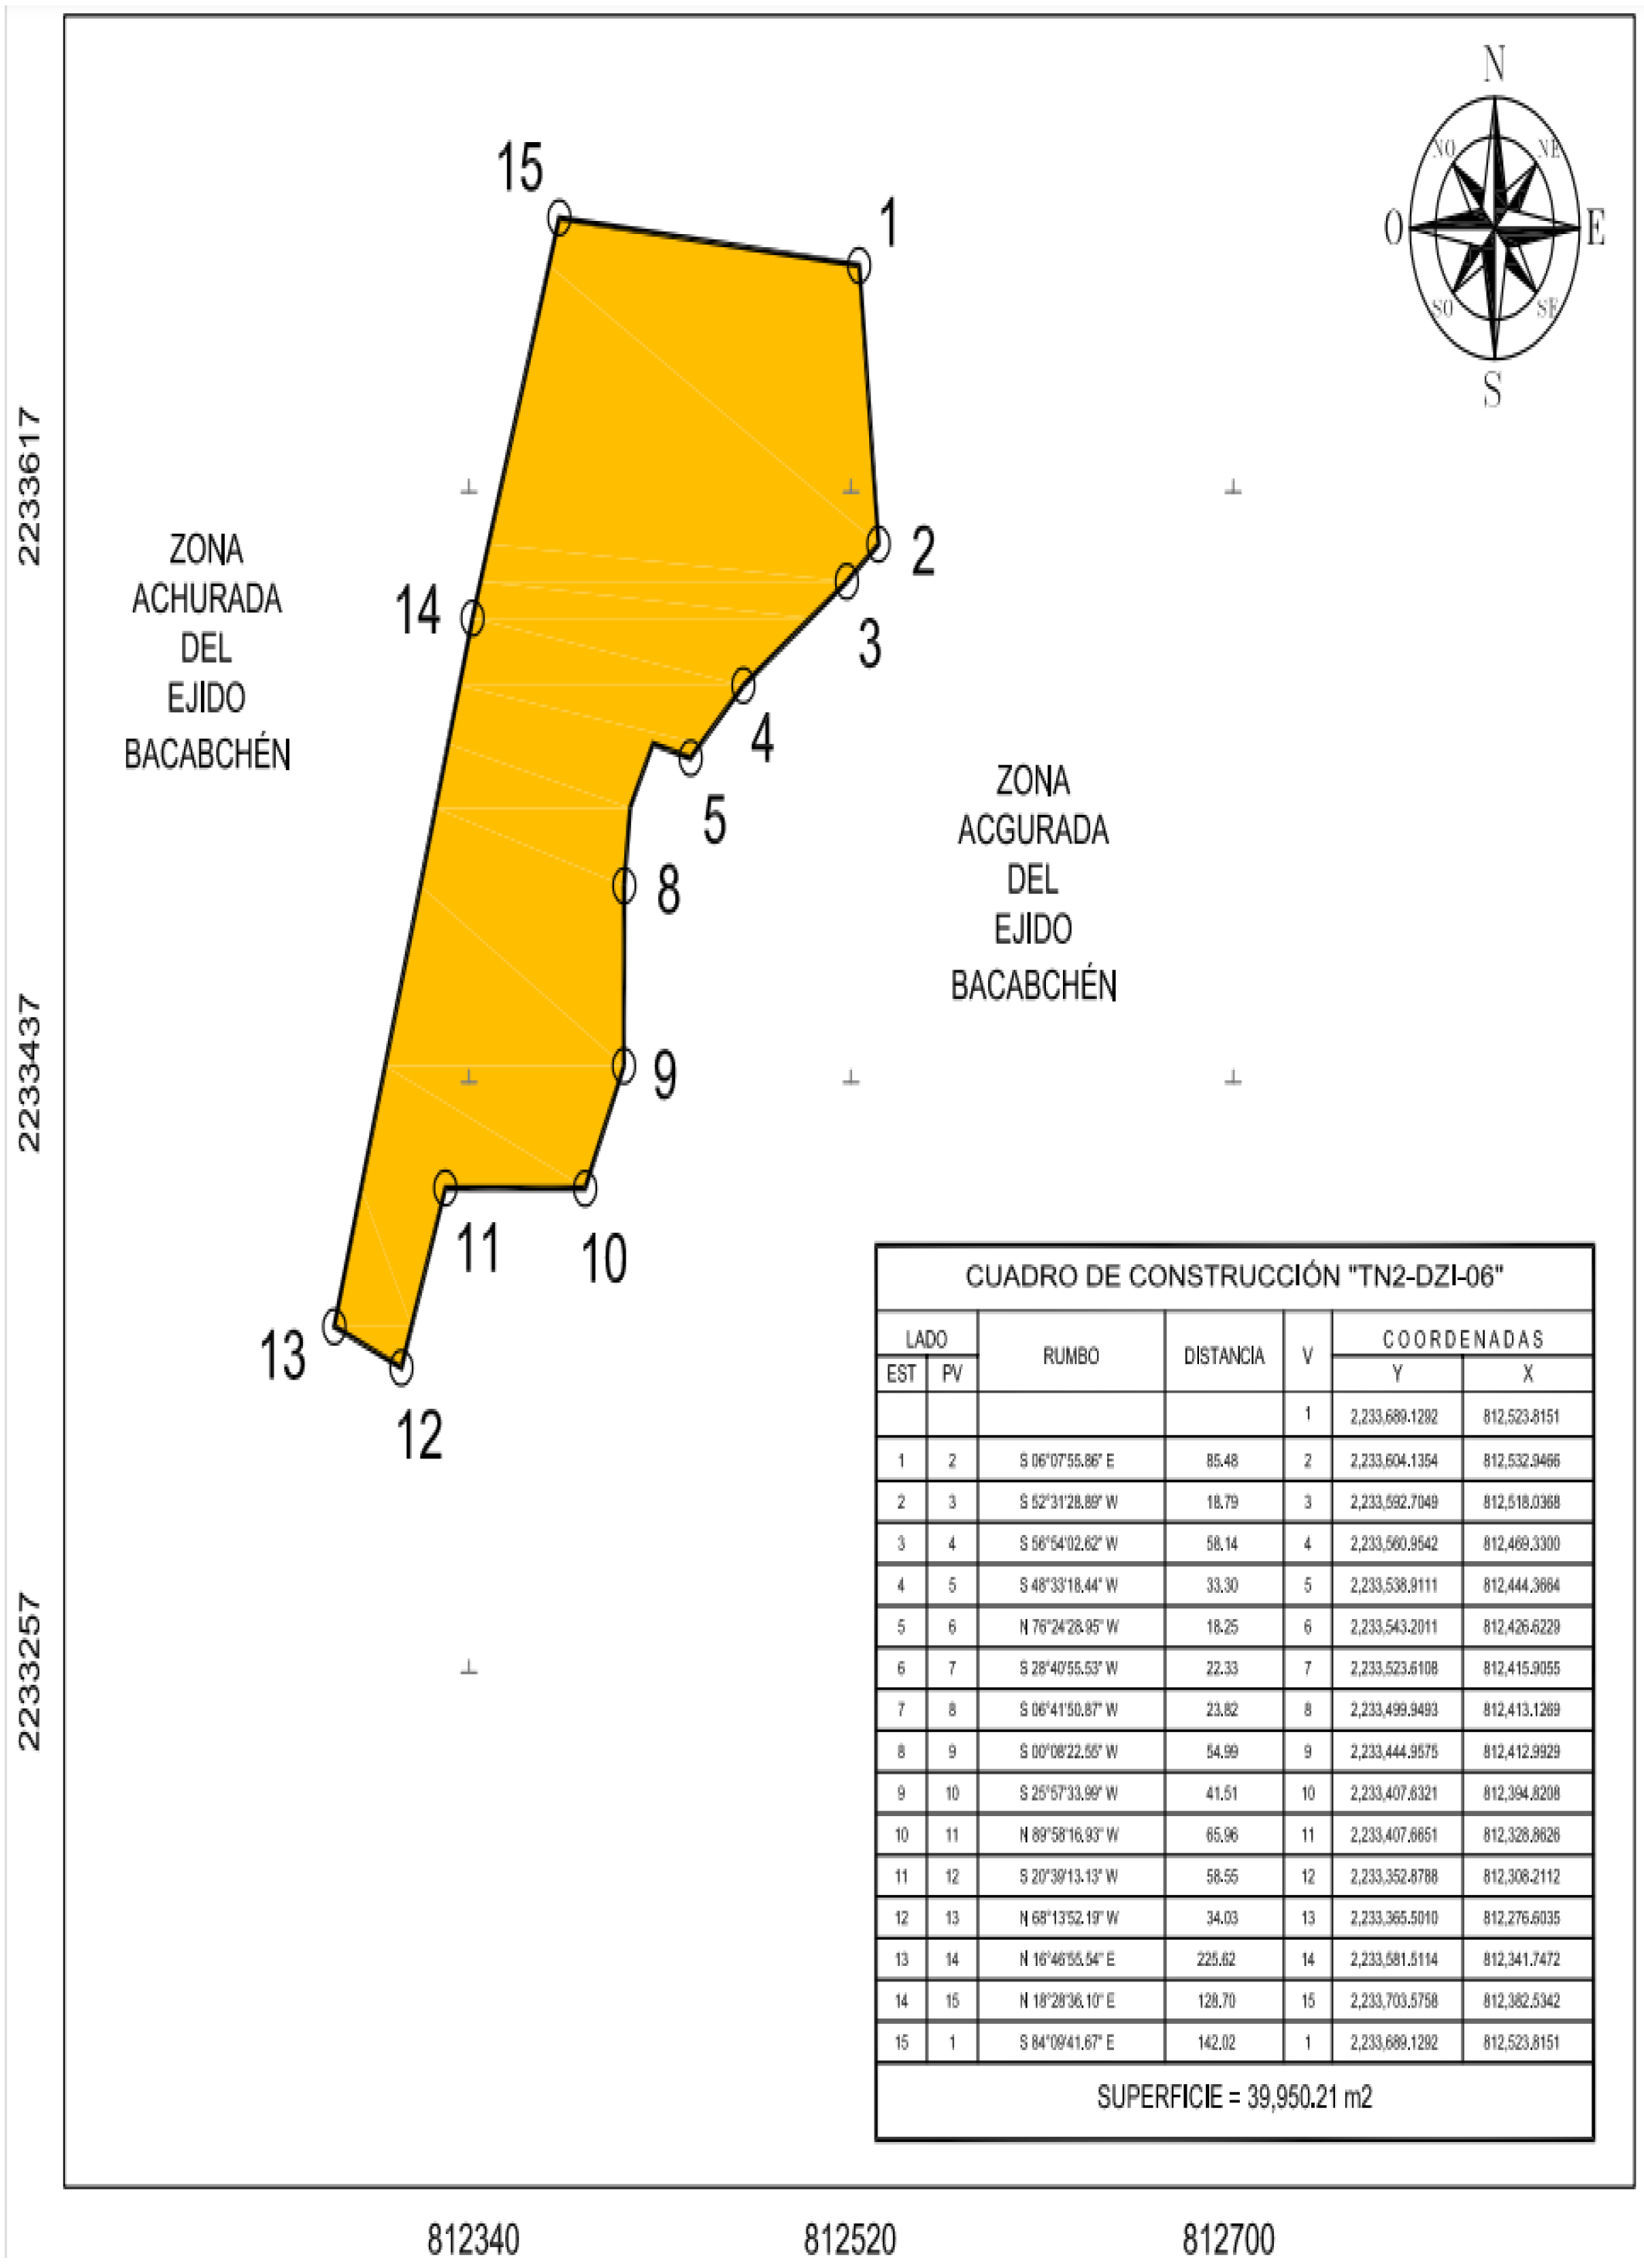 N
NO
NE
O
E
SO
SE
S
15
1
2233617
2
ZONA
ACHURADA
DEL
EJIDO
BACABCHÉN
14
3
4
5
ZONA
ACGURADA
DEL
EJIDO
BACABCHÉN
8
2233437
9
11
10
13
12
2233257
CUADRO DE CONSTRUCCIÓN "TN2-DZI-06"
LADO RUMBO DISTANCIA V COORDENADAS
EST PV Y X
1 2,233,689.1292 812,523.8151
1 2 S 06°07'55.86" E 85.48 2 2,233,604.1354 812,532.9466
2 3 S 52°31'28.89" W 18.79 3 2,233,592.7049 812,518.0368
3 4 S 56°54'02.62" W 58.14 4 2,233,560.9542 812,469.3300
4 5 S 48°33'18.44" W 33.30 5 2,233,538.9111 812,444.3664
5 6 N 76°24'28.95" W 18.25 6 2,233,543.2011 812,426.6229
6 7 S 28°40'55.53" W 22.33 7 2,233,523.6108 812,415.9055
7 8 S 06°41'50.87" W 23.82 8 2,233,499.9493 812,413.1269
8 9 S 00°08'22.55" W 54.99 9 2,233,444.9575 812,412.9929
9 10 S 25°57'33.99" W 41.51 10 2,233,407.6321 812,394.8208
10 11 N 89°58'16.93" W 65.96 11 2,233,407.6651 812,328.8626
11 12 S 20°39'13.13" W 58.55 12 2,233,352.8788 812,308.2112
12 13 N 68°13'52.19" W 34.03 13 2,233,365.5010 812,276.6035
13 14 N 16°46'55.54" E 225.62 14 2,233,581.5114 812,341.7472
14 15 N 18°28'36.10" E 128.70 15 2,233,703.5758 812,382.5342
15 1 S 84°09'41.67" E 142.02 1 2,233,689.1292 812,523.8151
SUPERFICIE = 39,950.21 m2
812340 812520 812700